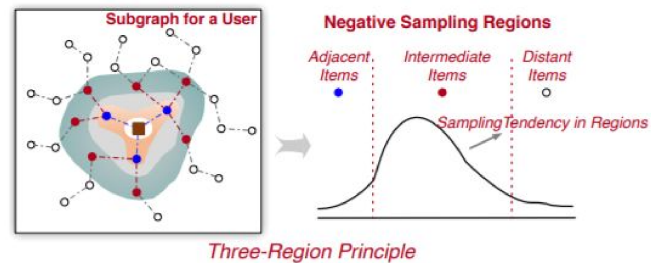 Subgraph for a User
Negative Sampling Regions
Adjacent Items
Intermediate Items
Distant Items
SamplingTendency in Regions
Three-Region Principle